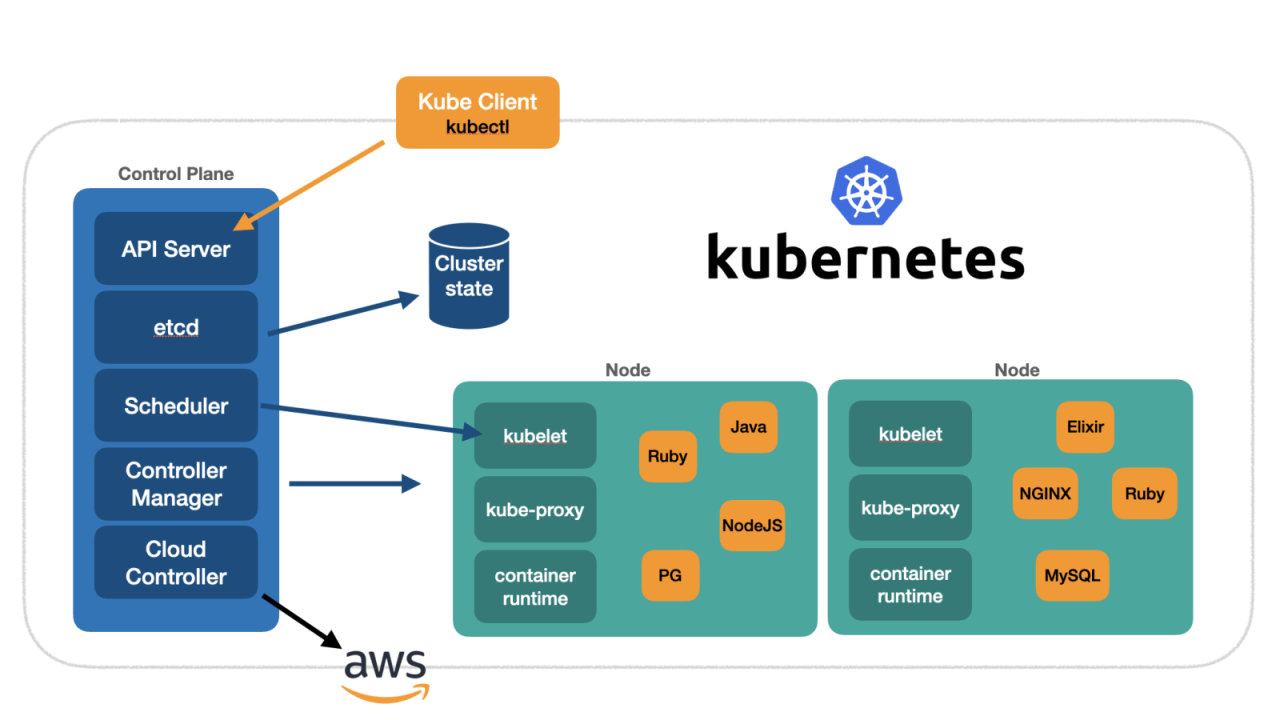 Kube Client
kubectl
Control Plane
API Server
etcd
Scheduler
Controller
Manager
Cloud
Controller
Cluster
state
kubernetes
Node
kubelet
kube-proxy
container
runtime
Java
Ruby
NodeJS
PG
Node
kubelet
kube-proxy
container
runtime
Elixir
NGINX
Ruby
MySQL
aws